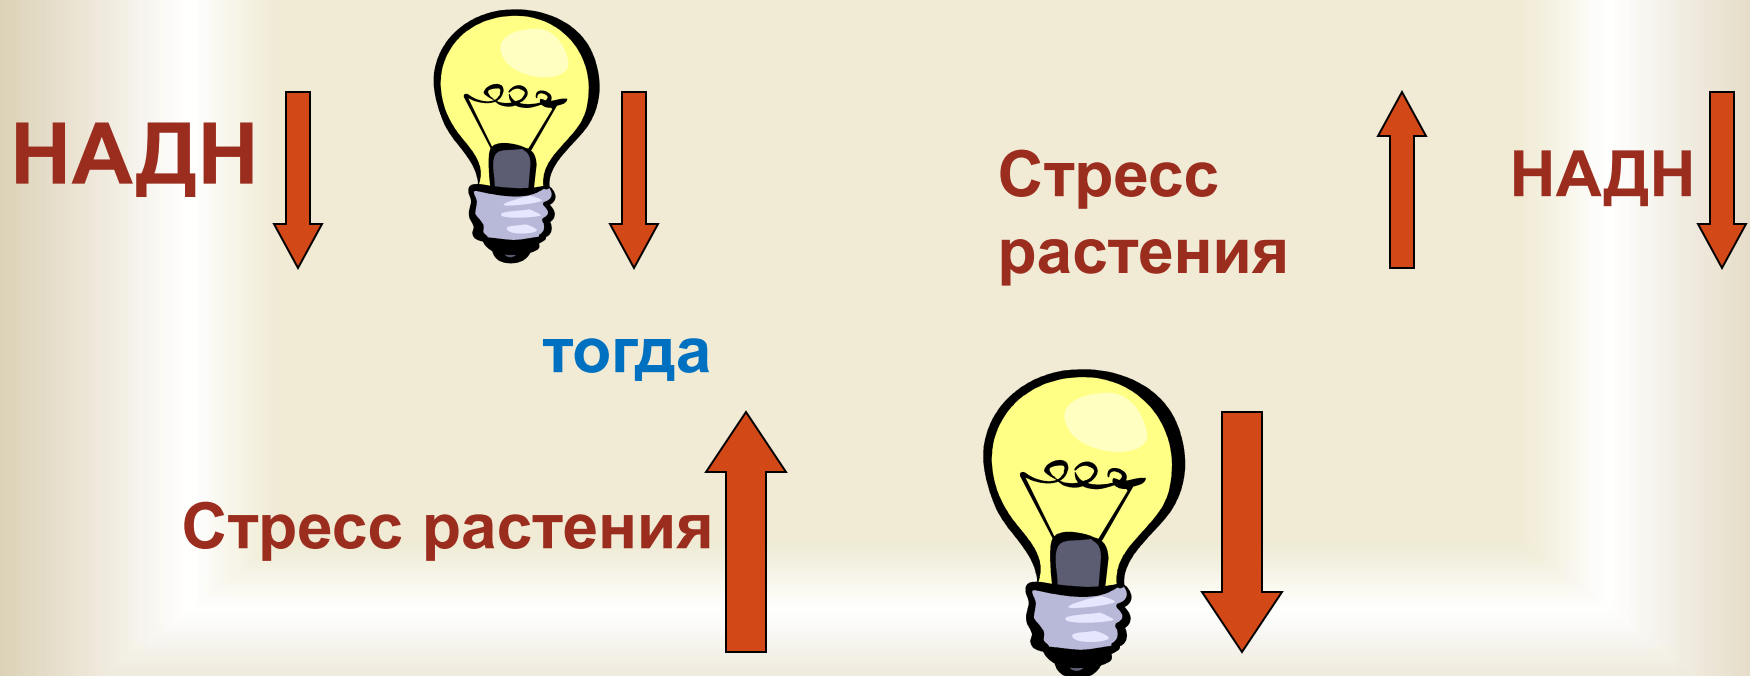 НАДН
Стресс
растения
НАДН
тогда
Стресс растения